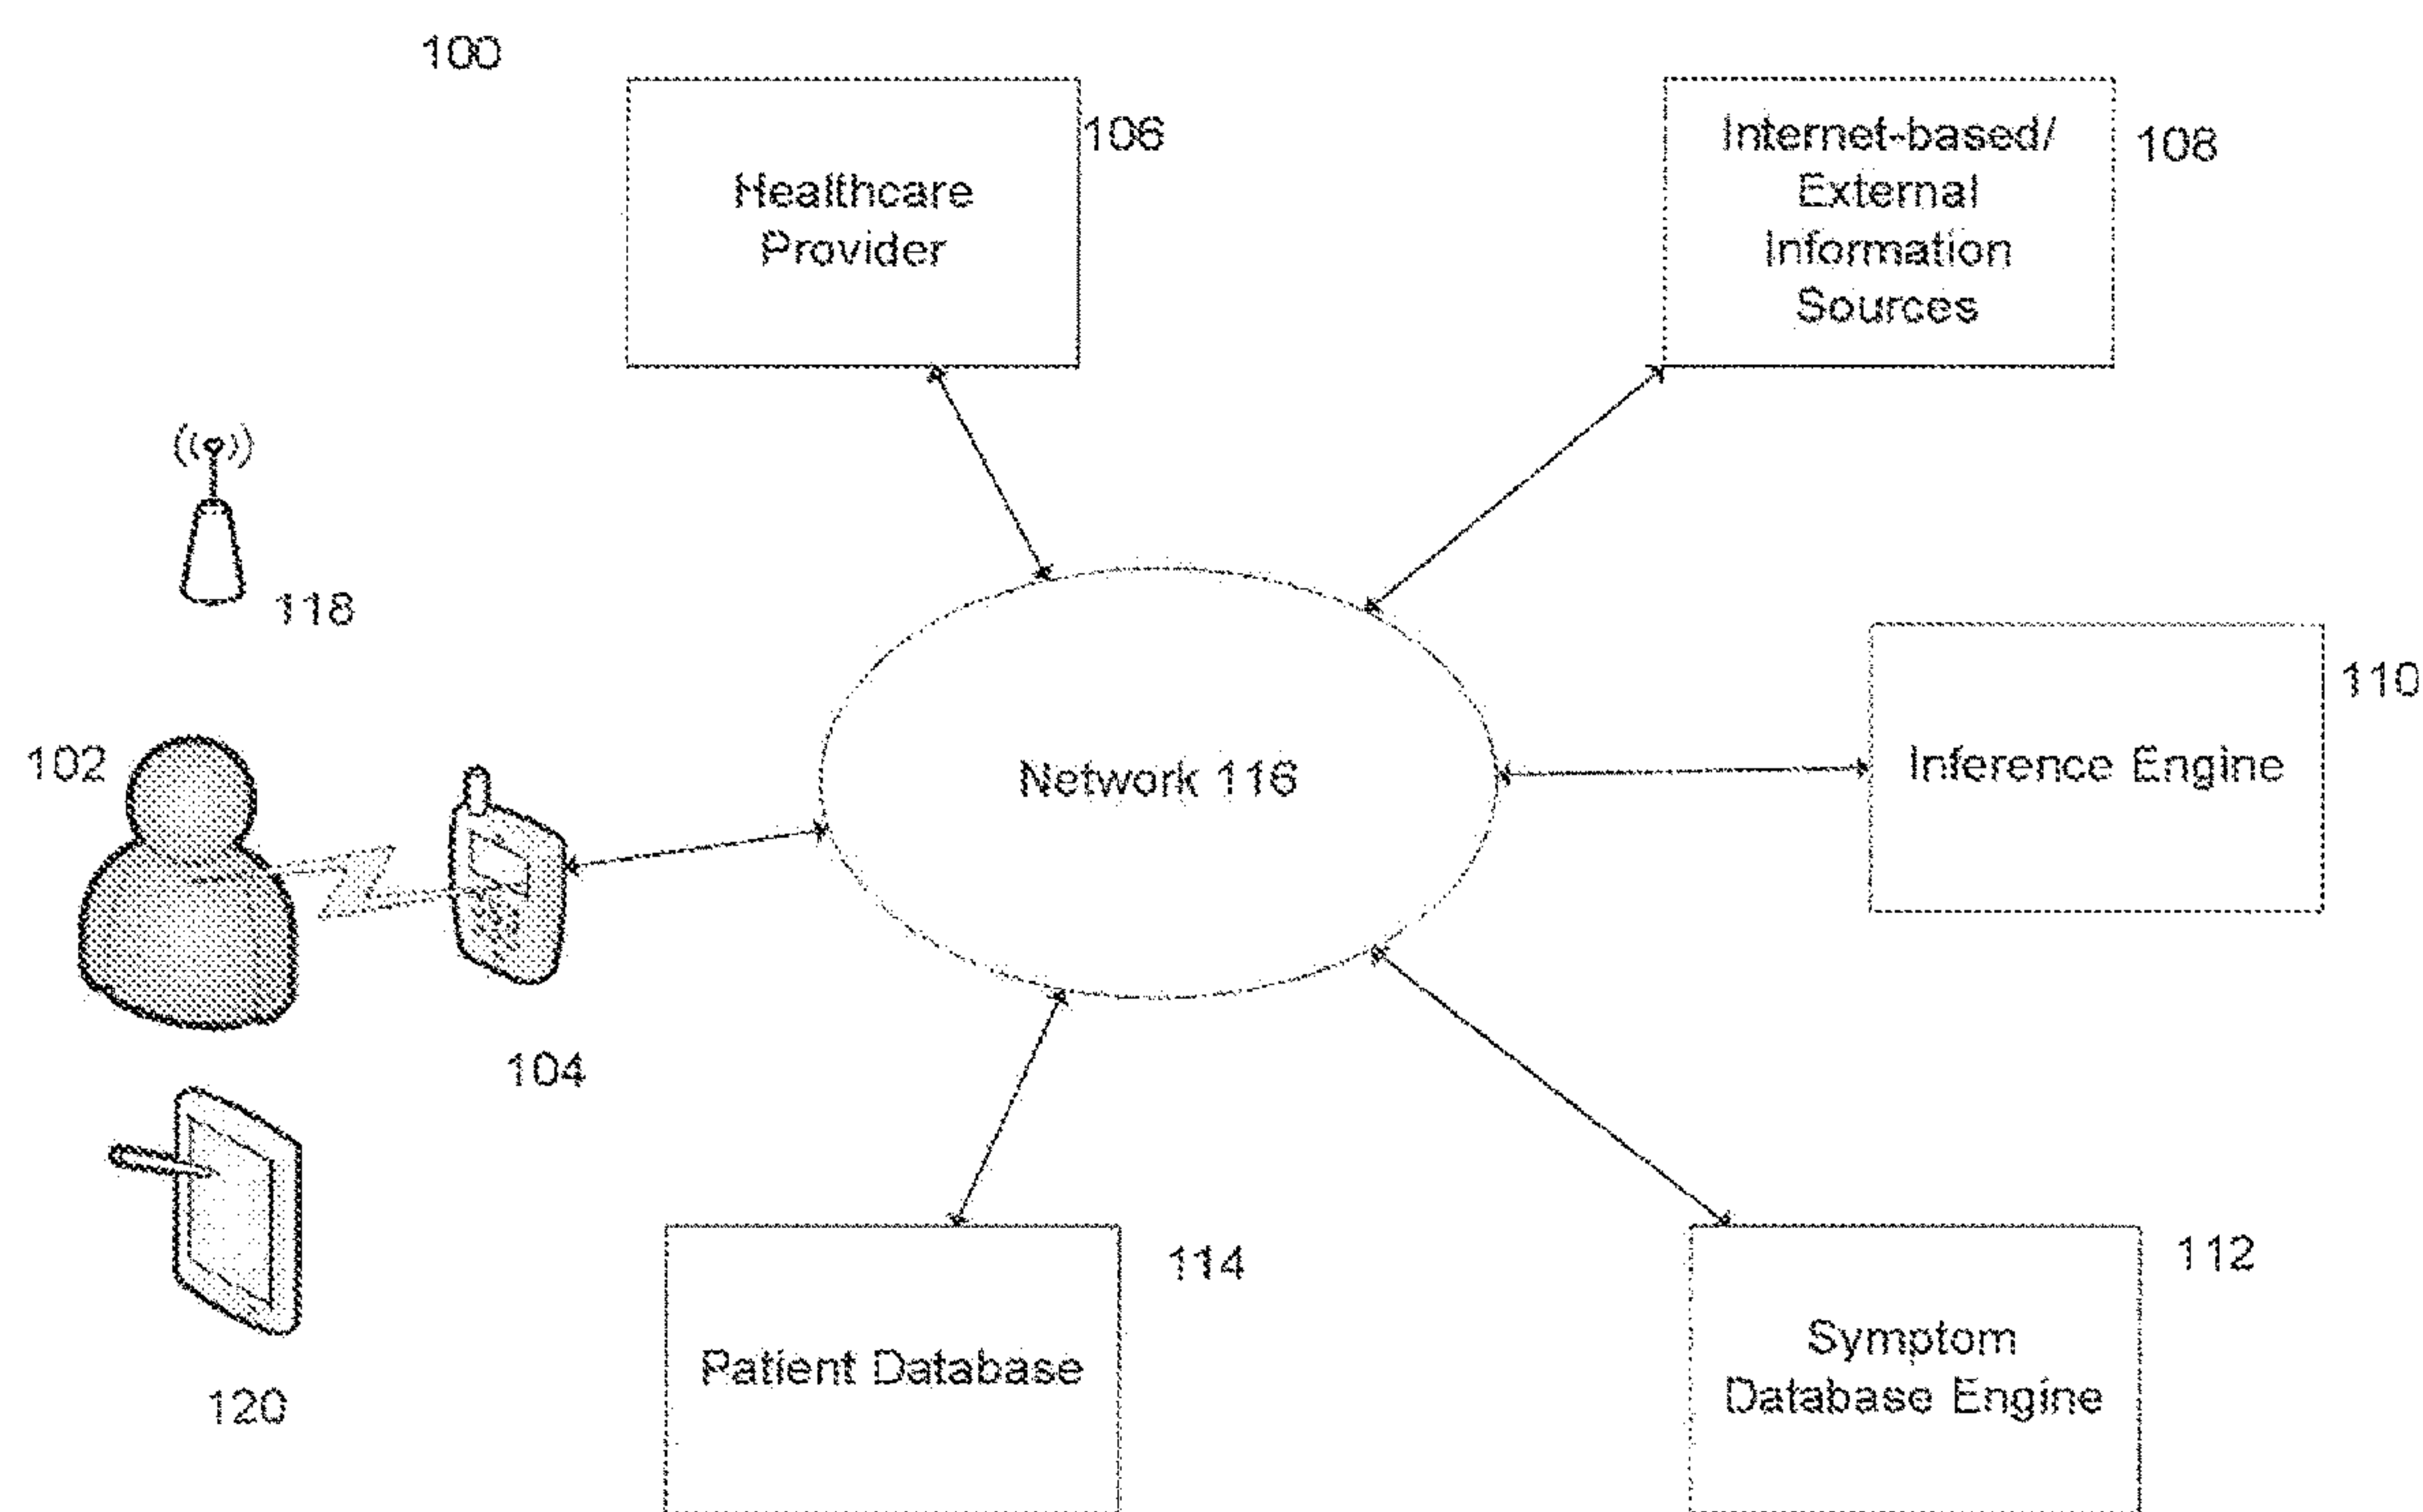 100
Healthcare
Provider
106
Internet-based/
External
Information
Sources
108
118
110
Inference Engine
Network 116
102
104
114
112
Patient Database
Symptom
Database Engine
120